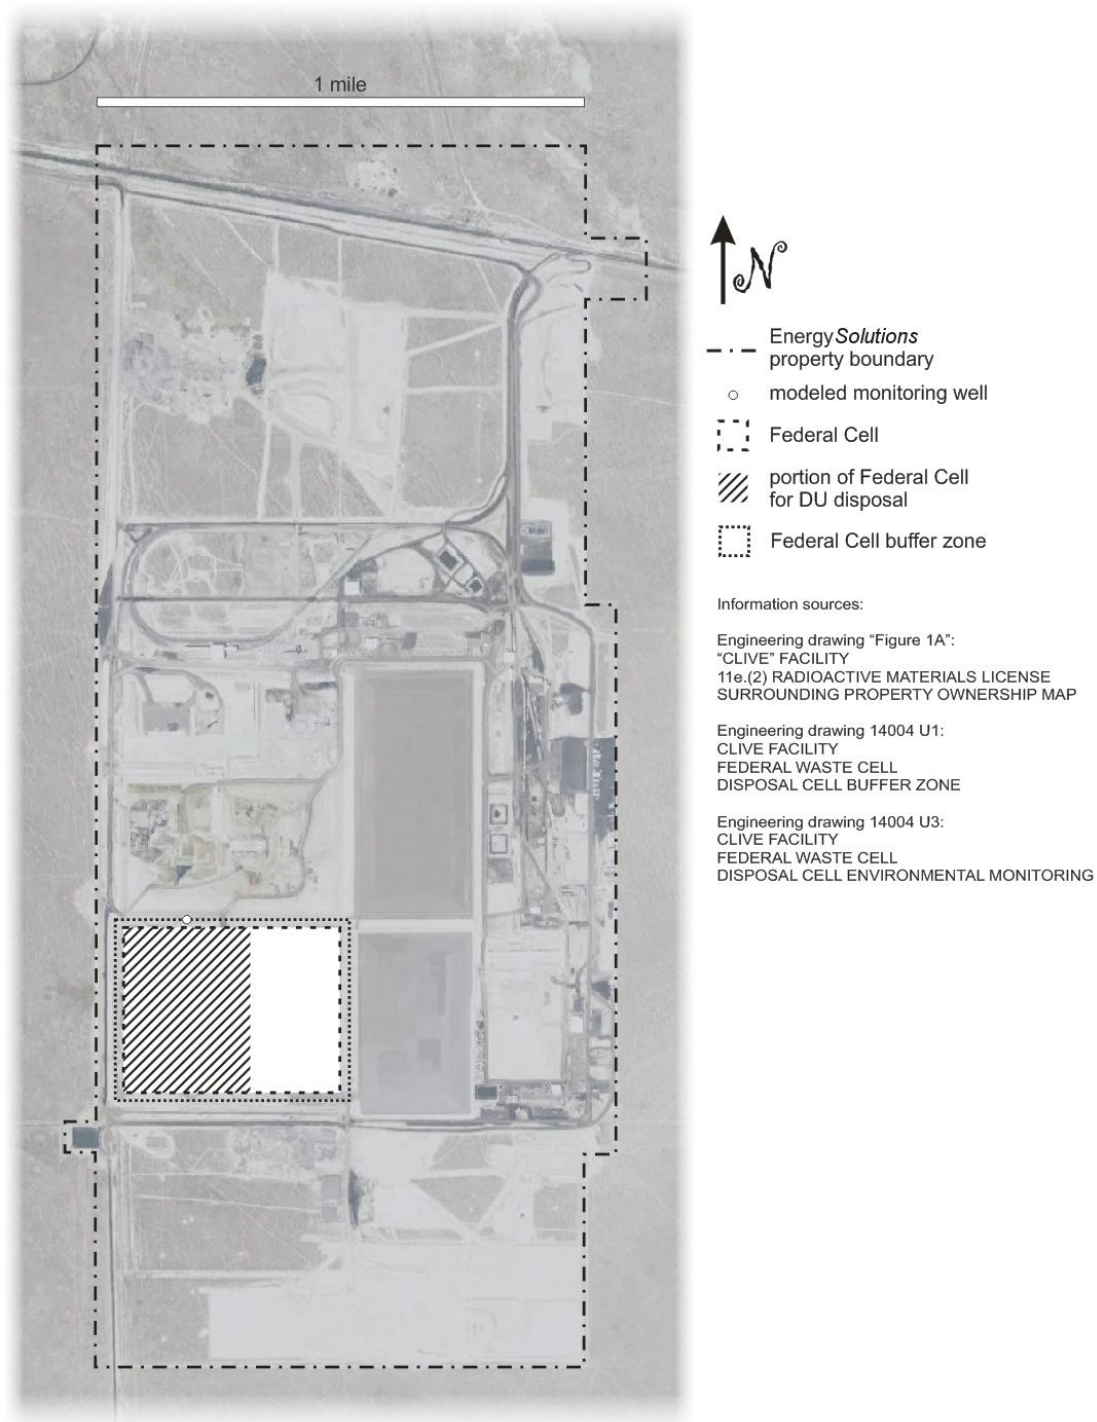 1 mile
N
EnergySolutions
property boundary
modeled monitoring well
Federal Cell
portion of Federal Cell
for DU disposal
Federal Cell buffer zone
Information sources:
Engineering drawing “Figure 1A”:
“CLIVE” FACILITY
11e.(2) RADIOACTIVE MATERIALS LICENSE
SURROUNDING PROPERTY OWNERSHIP MAP
Engineering drawing 14004 U1:
CLIVE FACILITY
FEDERAL WASTE CELL
DISPOSAL CELL BUFFER ZONE
Engineering drawing 14004 U3:
CLIVE FACILITY
FEDERAL WASTE CELL
DISPOSAL CELL ENVIRONMENTAL MONITORING